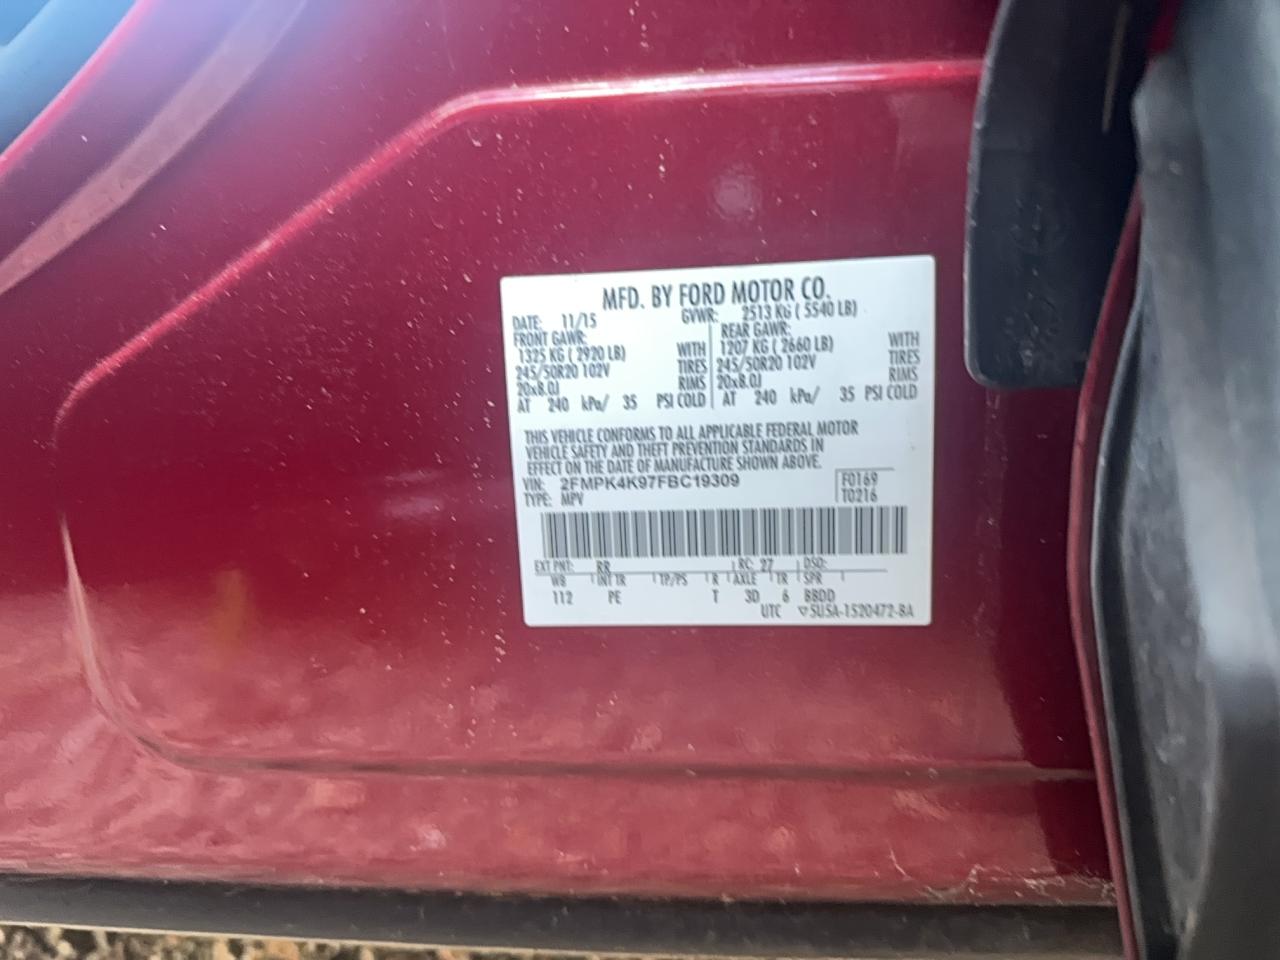 MFD. BY FORD MOTOR CO.
DATE: 11/15 GVWR: 2513 KG ( 5540 LB)
FRONT GAWR: REAR GAWR:
1325 KG ( 2920 LB) WITH 1207 KG ( 2660 LB) WITH
245/50R20 102V TIRES 245/50R20 102V TIRES
20x8.0J RIMS 20x8.0J RIMS
AT 240 kPa/ 35 PSI COLD AT 240 kPa/ 35 PSI COLD
THIS VEHICLE CONFORMS TO ALL APPLICABLE FEDERAL MOTOR
VEHICLE SAFETY AND THEFT PREVENTION STANDARDS IN
EFFECT ON THE DATE OF MANUFACTURE SHOWN ABOVE.
VIN: 2FMPK4K97FBC19309
TYPE: MPV
F0169
T0216
EXT PNT: RR RC: 27 DSO:
WB INT TR TP/PS R AXLE TR SPR
112 PE T 3D 6 BBDD
UTC ▽5U5A-1520472-BA